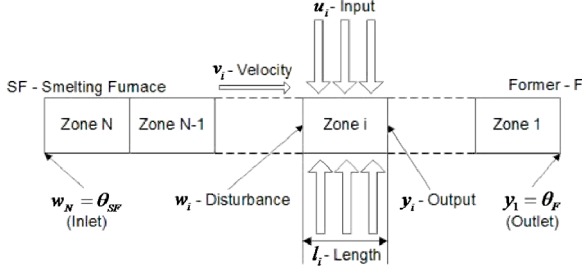 u_i - Input
v_i - Velocity
SF - Smelting Furnace
Former - F
Zone N
Zone N-1
Zone i
Zone 1
w_N = θ_SF
(Inlet)
w_i - Disturbance
y_i - Output
y_1 = θ_F
(Outlet)
l_i - Length